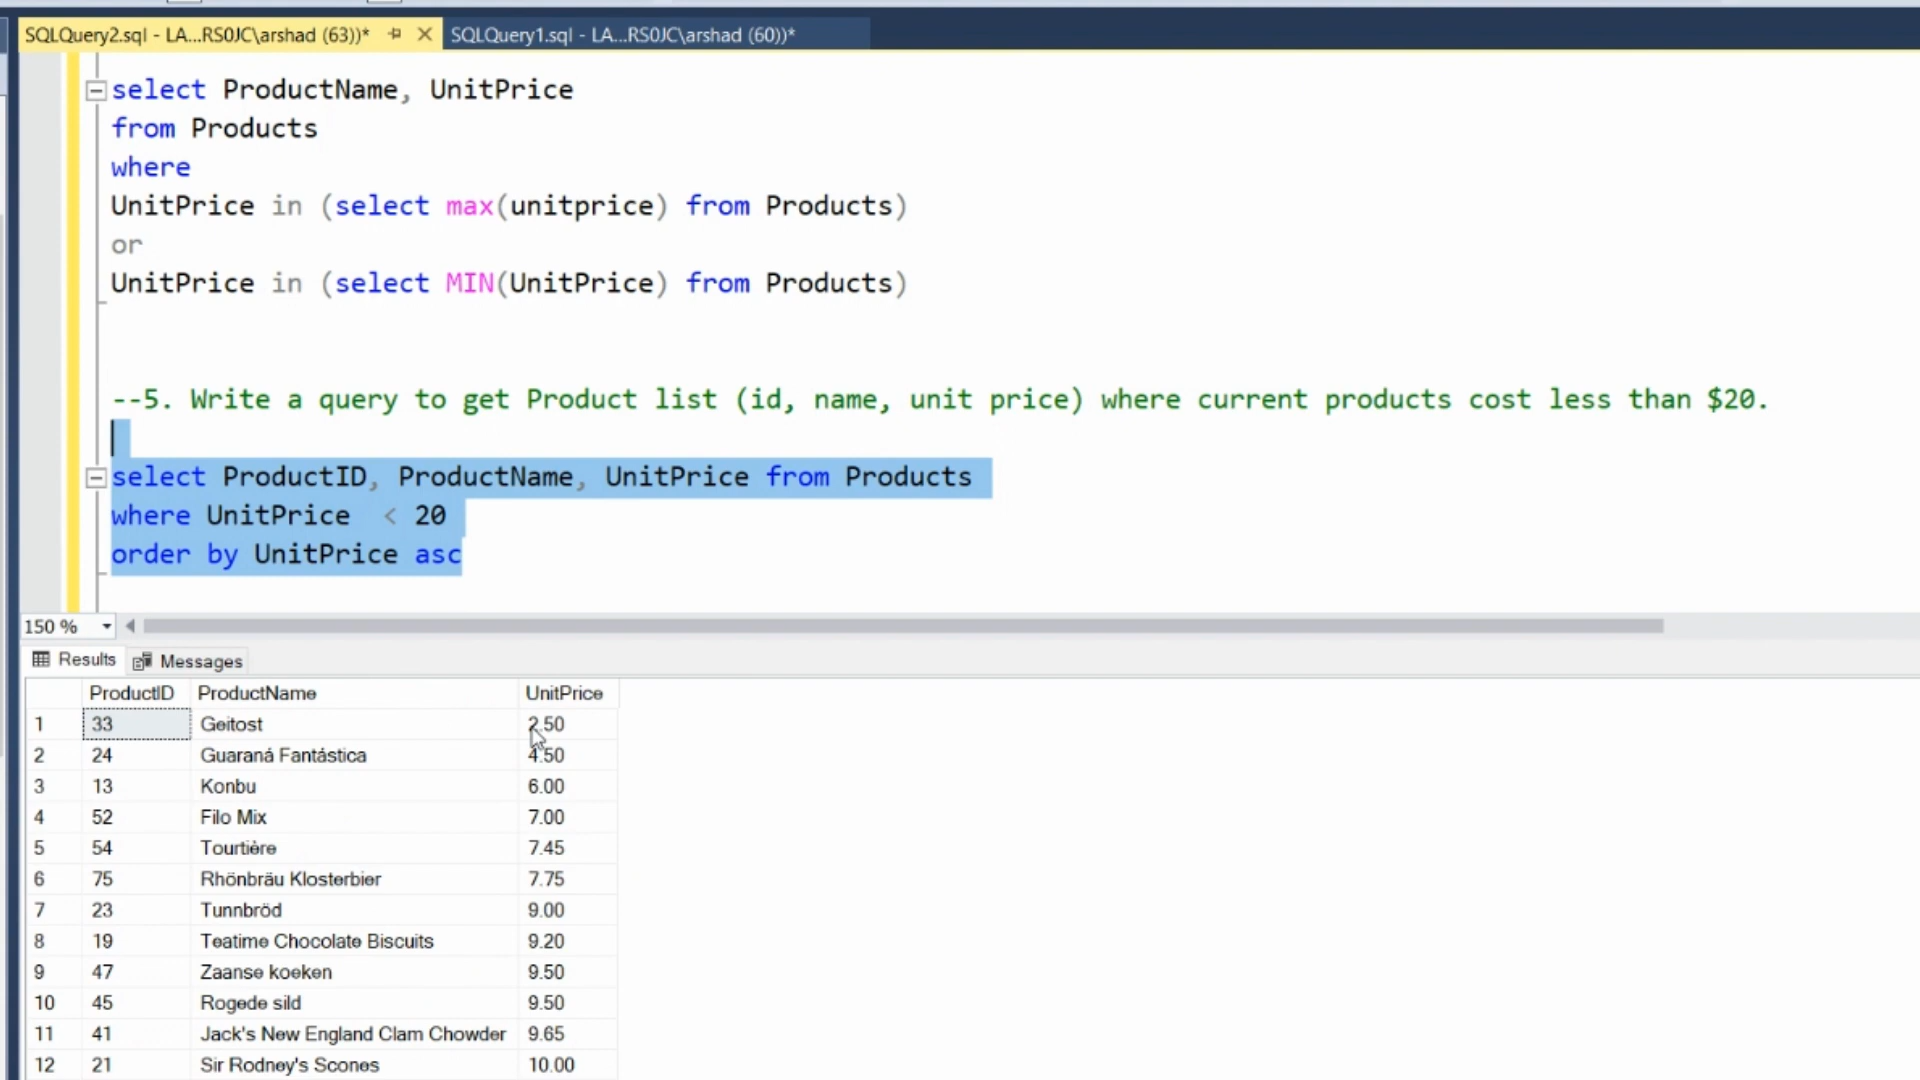 SQLQuery2.sql - LA...RS0JC\arshad (63))* SQLQuery1.sql - LA...RS0JC\arshad (60))*
select ProductName, UnitPrice
from Products
where
UnitPrice in (select max(unitprice) from Products)
or
UnitPrice in (select MIN(UnitPrice) from Products)
--5. Write a query to get Product list (id, name, unit price) where current products cost less than $20.
select ProductID, ProductName, UnitPrice from Products
where UnitPrice  < 20
order by UnitPrice asc
150 %
Results Messages
ProductID ProductName UnitPrice
1 33 Geitost 2.50
2 24 Guaraná Fantástica 4.50
3 13 Konbu 6.00
4 52 Filo Mix 7.00
5 54 Tourtière 7.45
6 75 Rhönbräu Klosterbier 7.75
7 23 Tunnbröd 9.00
8 19 Teatime Chocolate Biscuits 9.20
9 47 Zaanse koeken 9.50
10 45 Rogede sild 9.50
11 41 Jack's New England Clam Chowder 9.65
12 21 Sir Rodney's Scones 10.00